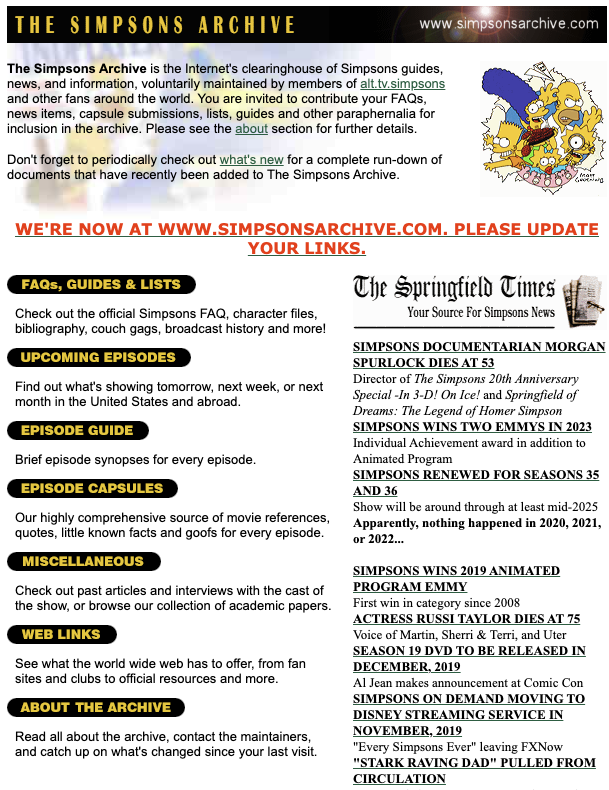 THE SIMPSONS ARCHIVE
www.simpsonsarchive.com
The Simpsons Archive is the Internet's clearinghouse of Simpsons guides,
news, and information, voluntarily maintained by members of alt.tv.simpsons
and other fans around the world. You are invited to contribute your FAQs,
news items, capsule submissions, lists, guides and other paraphernalia for
inclusion in the archive. Please see the about section for further details.
Don't forget to periodically check out what's new for a complete run-down of
documents that have recently been added to The Simpsons Archive.
MATT GROENING
WE'RE NOW AT WWW.SIMPSONSARCHIVE.COM. PLEASE UPDATE
YOUR LINKS.
FAQs, GUIDES & LISTS
Check out the official Simpsons FAQ, character files,
bibliography, couch gags, broadcast history and more!
UPCOMING EPISODES
Find out what's showing tomorrow, next week, or next
month in the United States and abroad.
EPISODE GUIDE
Brief episode synopses for every episode.
EPISODE CAPSULES
Our highly comprehensive source of movie references,
quotes, little known facts and goofs for every episode.
MISCELLANEOUS
Check out past articles and interviews with the cast of
the show, or browse our collection of academic papers.
WEB LINKS
See what the world wide web has to offer, from fan
sites and clubs to official resources and more.
ABOUT THE ARCHIVE
Read all about the archive, contact the maintainers,
and catch up on what's changed since your last visit.
The Springfield Times
Your Source For Simpsons News
SIMPSONS DOCUMENTARIAN MORGAN
SPURLOCK DIES AT 53
Director of The Simpsons 20th Anniversary
Special -In 3-D! On Ice! and Springfield of
Dreams: The Legend of Homer Simpson
SIMPSONS WINS TWO EMMYS IN 2023
Individual Achievement award in addition to
Animated Program
SIMPSONS RENEWED FOR SEASONS 35
AND 36
Show will be around through at least mid-2025
Apparently, nothing happened in 2020, 2021,
or 2022...
SIMPSONS WINS 2019 ANIMATED
PROGRAM EMMY
First win in category since 2008
ACTRESS RUSSI TAYLOR DIES AT 75
Voice of Martin, Sherri & Terri, and Uter
SEASON 19 DVD TO BE RELEASED IN
DECEMBER, 2019
Al Jean makes announcement at Comic Con
SIMPSONS ON DEMAND MOVING TO
DISNEY STREAMING SERVICE IN
NOVEMBER, 2019
"Every Simpsons Ever" leaving FXNow
"STARK RAVING DAD" PULLED FROM
CIRCULATION